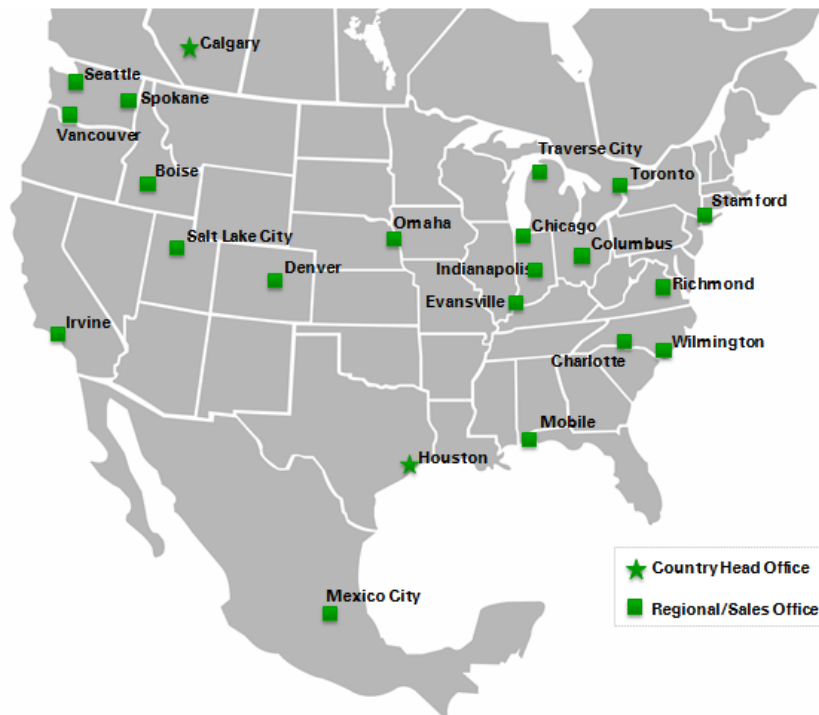 Calgary
Seattle
Spokane
Vancouver
Traverse City
Boise
Toronto
Stamford
Omaha
Chicago
Salt Lake City
Columbus
Denver
Indianapolis
Richmond
Evansville
Irvine
Wilmington
Charlotte
Mobile
Houston
Country Head Office
Mexico City
Regional/Sales Office